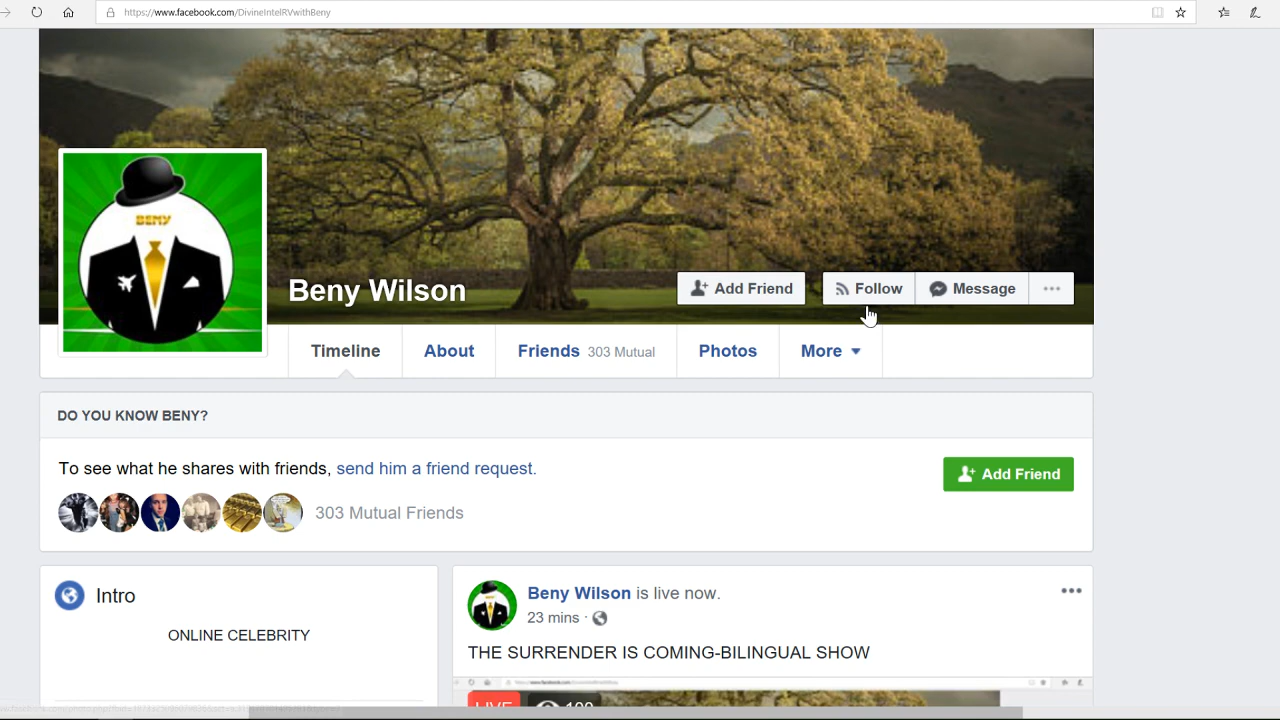 https://www.facebook.com/DivineIntelRVwithBeny
BENY
Beny Wilson
Add Friend
Follow
Message
Timeline
About
Friends 303 Mutual
Photos
More
DO YOU KNOW BENY?
To see what he shares with friends, send him a friend request.
Add Friend
303 Mutual Friends
Intro
ONLINE CELEBRITY
Beny Wilson is live now.
23 mins ·
THE SURRENDER IS COMING-BILINGUAL SHOW
LIVE